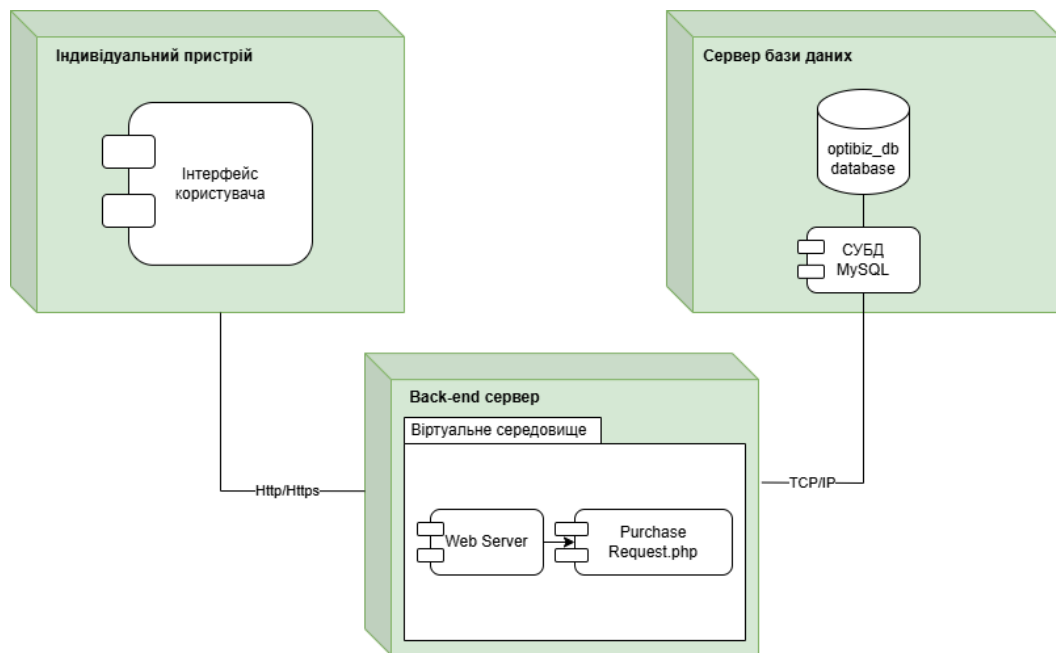 Індивідуальний пристрій
Інтерфейс
користувача
Сервер бази даних
optibiz_db
database
СУБД
MySQL
Http/Https
TCP/IP
Back-end сервер
Віртуальне середовище
Web Server
Purchase
Request.php